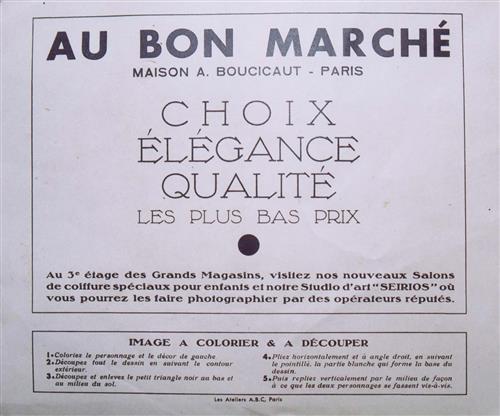 AU BON MARCHÉ
MAISON A. BOUCICAUT - PARIS
CHOIX
ÉLÉGANCE
QUALITÉ
LES PLUS BAS PRIX
Au 3e étage des Grands Magasins, visitez nos nouveaux Salons
de coiffure spéciaux pour enfants et notre Studio d'art "SEIRIOS" où
vous pourrez les faire photographier par des opérateurs réputés.
IMAGE A COLORIER & A DÉCOUPER
1•Coloriez le personnage et le décor de gauche
2•Découpez tout le dessin en suivant le contour
extérieur.
3•Découpez et enlevez le petit triangle noir au bas et
au milieu du sol.
4•Pliez horizontalement et à angle droit, en suivant
le pointillé, la partie blanche qui forme la base du
dessin.
5•Puis repliez verticalement par le milieu de façon
à ce que les deux personnages se fassent vis-à-vis.
Les Ateliers A.B.C, Paris